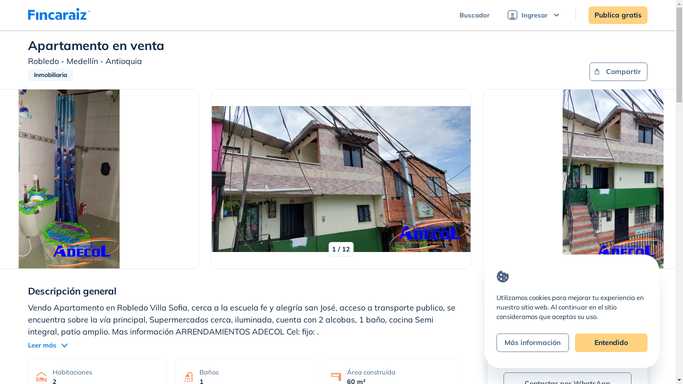 Fincaraiz
Buscador
Ingresar
Publica gratis
Apartamento en venta
Robledo - Medellín - Antioquia
Inmobiliaria
Compartir
ADECOL
ADECOL
ADECOL
1 / 12
Descripción general
Vendo Apartamento en Robledo Villa Sofia, cerca a la escuela fe y alegría san José, acceso a transporte publico, se
encuentra sobre la vía principal, Supermercados cerca, iluminada, cuenta con 2 alcobas, 1 baño, cocina Semi
integral, patio amplio. Mas información ARRENDAMIENTOS ADECOL Cel: fijo: .
Leer más
Habitaciones
2
Baños
1
Área construida
60 m²
Utilizamos cookies para mejorar tu experiencia en
nuestro sitio web. Al continuar en el sitio
consideramos que aceptas su uso.
Más información
Entendido
Contactar por WhatsApp